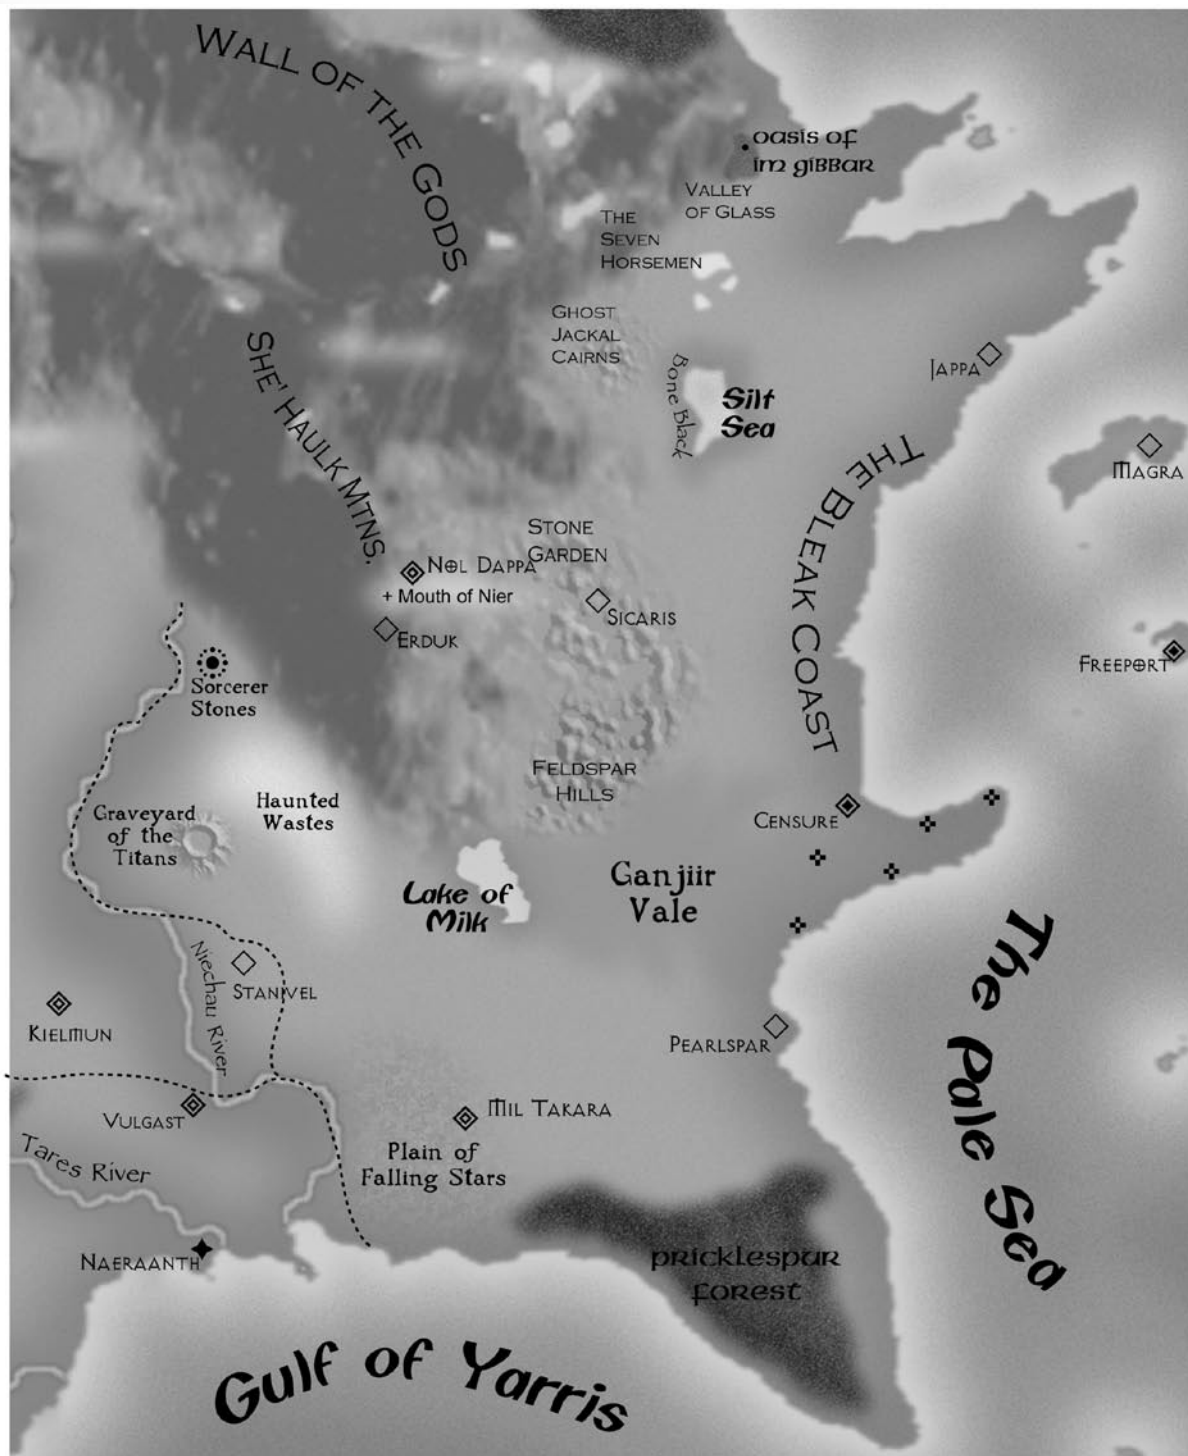 WALL OF THE GODS
OASIS OF
IM GIBBAR
VALLEY
OF GLASS
THE
SEVEN
HORSEMEN
GHOST
JACKAL
CAIRNS
SHE' HAULK MTNS.
Bone Black
Silt
Sea
JAPPA
THE BLEAK COAST
MAGRA
STONE
GARDEN
NOL DAPPA
+ Mouth of Nier
SICARIS
ERDUK
FREEPORT
Sorcerer
Stones
FELDSPAR
HILLS
Haunted
Wastes
Graveyard
of the
Titans
CENSURE
Lake of
Milk
Ganjiir
Vale
The Pale Sea
Niechau River
STANIVEL
KIELMUN
PEARLSPAR
VULGAST
MIL TAKARA
Plain of
Falling Stars
Tares River
NAERAANTH
PRICKLESPUR
FOREST
Gulf of Yarris